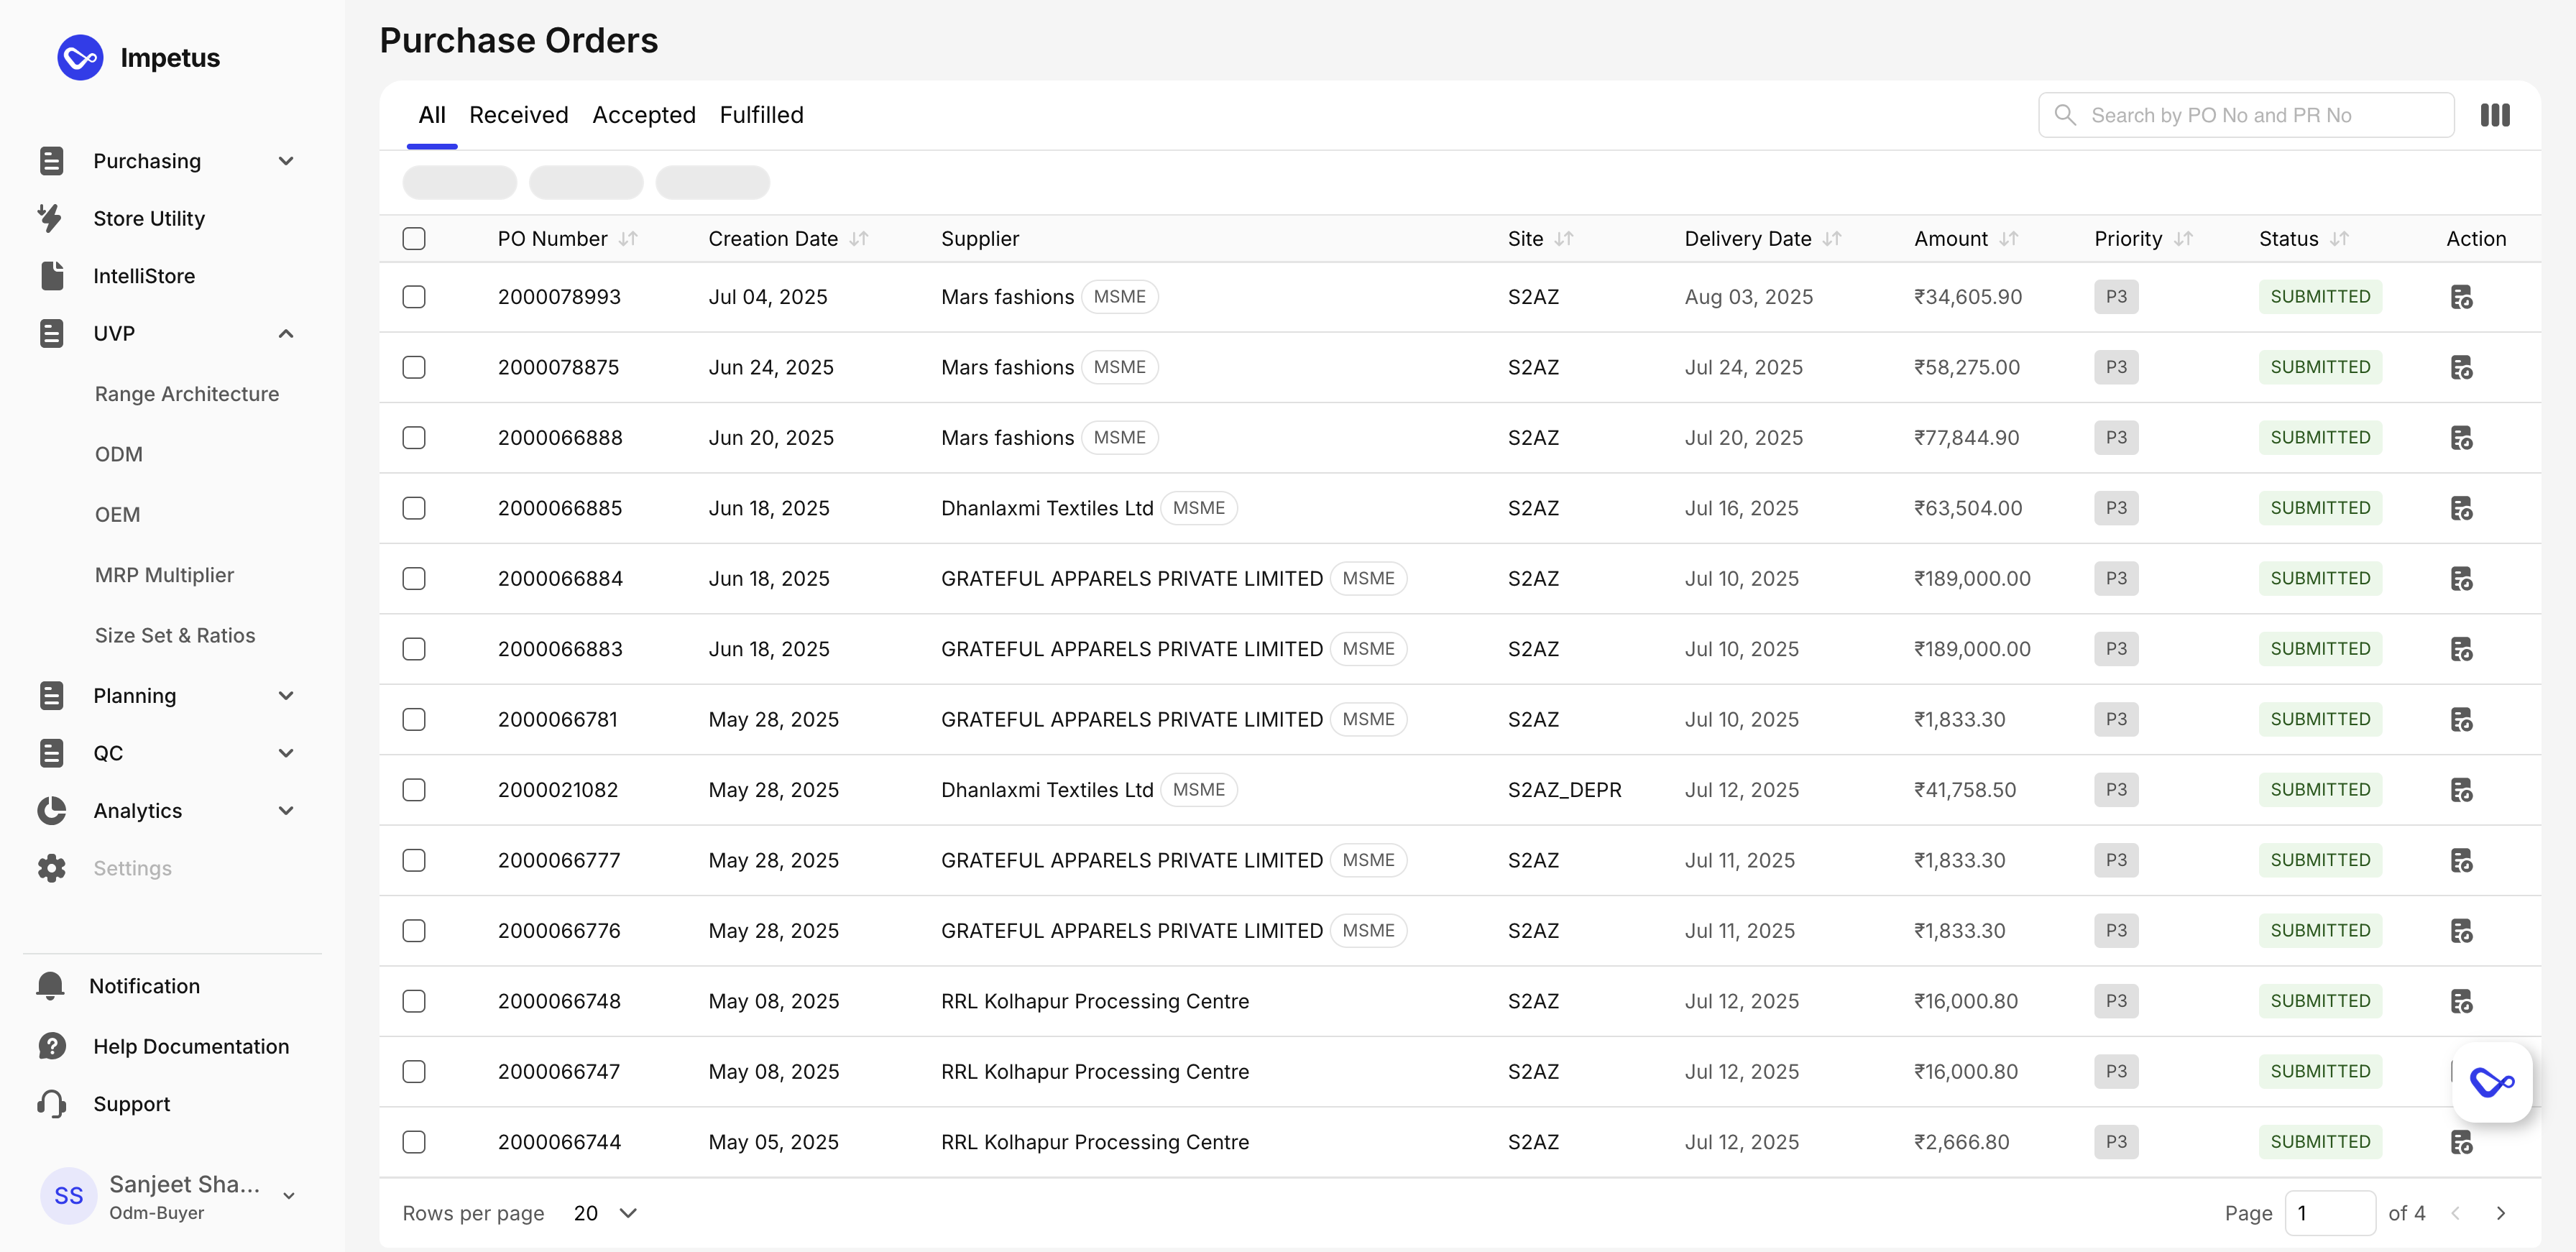 Impetus
Purchasing
Store Utility
IntelliStore
UVP
Range Architecture
ODM
OEM
MRP Multiplier
Size Set & Ratios
Planning
QC
Analytics
Settings
Notification
Help Documentation
Support
SS
Sanjeet Sha...
Odm-Buyer
Purchase Orders
All Received Accepted Fulfilled
Search by PO No and PR No
PO Number Creation Date Supplier Site Delivery Date Amount Priority Status Action
2000078993 Jul 04, 2025 Mars fashions MSME S2AZ Aug 03, 2025 ₹34,605.90 P3 SUBMITTED
2000078875 Jun 24, 2025 Mars fashions MSME S2AZ Jul 24, 2025 ₹58,275.00 P3 SUBMITTED
2000066888 Jun 20, 2025 Mars fashions MSME S2AZ Jul 20, 2025 ₹77,844.90 P3 SUBMITTED
2000066885 Jun 18, 2025 Dhanlaxmi Textiles Ltd MSME S2AZ Jul 16, 2025 ₹63,504.00 P3 SUBMITTED
2000066884 Jun 18, 2025 GRATEFUL APPARELS PRIVATE LIMITED MSME S2AZ Jul 10, 2025 ₹189,000.00 P3 SUBMITTED
2000066883 Jun 18, 2025 GRATEFUL APPARELS PRIVATE LIMITED MSME S2AZ Jul 10, 2025 ₹189,000.00 P3 SUBMITTED
2000066781 May 28, 2025 GRATEFUL APPARELS PRIVATE LIMITED MSME S2AZ Jul 10, 2025 ₹1,833.30 P3 SUBMITTED
2000021082 May 28, 2025 Dhanlaxmi Textiles Ltd MSME S2AZ_DEPR Jul 12, 2025 ₹41,758.50 P3 SUBMITTED
2000066777 May 28, 2025 GRATEFUL APPARELS PRIVATE LIMITED MSME S2AZ Jul 11, 2025 ₹1,833.30 P3 SUBMITTED
2000066776 May 28, 2025 GRATEFUL APPARELS PRIVATE LIMITED MSME S2AZ Jul 11, 2025 ₹1,833.30 P3 SUBMITTED
2000066748 May 08, 2025 RRL Kolhapur Processing Centre S2AZ Jul 12, 2025 ₹16,000.80 P3 SUBMITTED
2000066747 May 08, 2025 RRL Kolhapur Processing Centre S2AZ Jul 12, 2025 ₹16,000.80 P3 SUBMITTED
2000066744 May 05, 2025 RRL Kolhapur Processing Centre S2AZ Jul 12, 2025 ₹2,666.80 P3 SUBMITTED
Rows per page 20 Page 1 of 4